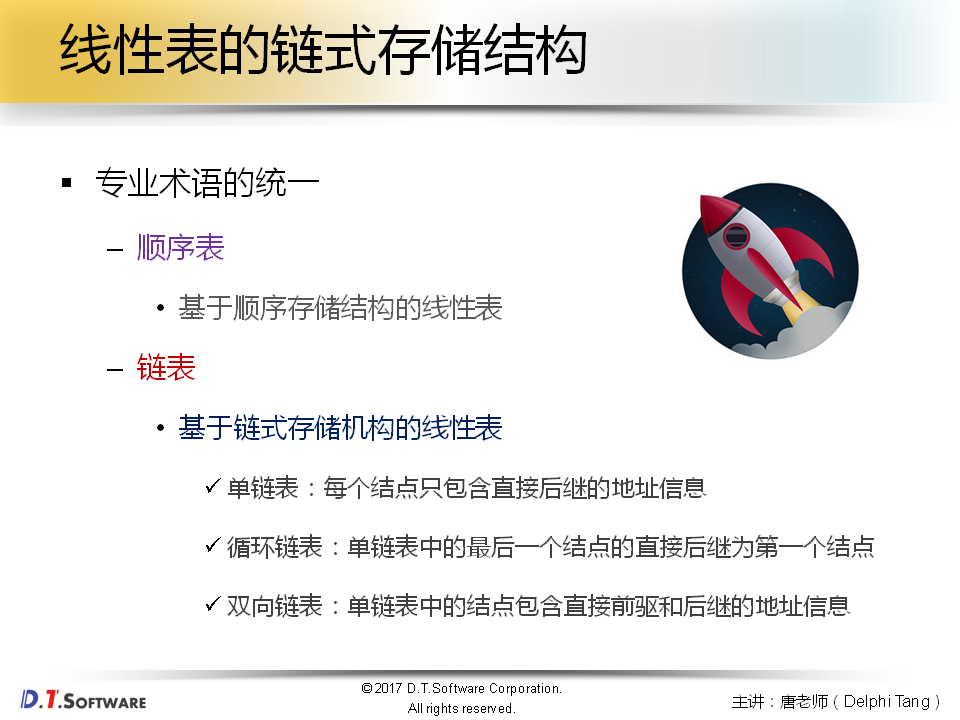 线性表的链式存储结构
▪ 专业术语的统一
– 顺序表
• 基于顺序存储结构的线性表
– 链表
• 基于链式存储机构的线性表
✓ 单链表：每个结点只包含直接后继的地址信息
✓ 循环链表：单链表中的最后一个结点的直接后继为第一个结点
✓ 双向链表：单链表中的结点包含直接前驱和后继的地址信息
D.T.SOFTWARE
©2017 D.T.Software Corporation.
All rights reserved.
主讲：唐老师（Delphi Tang）